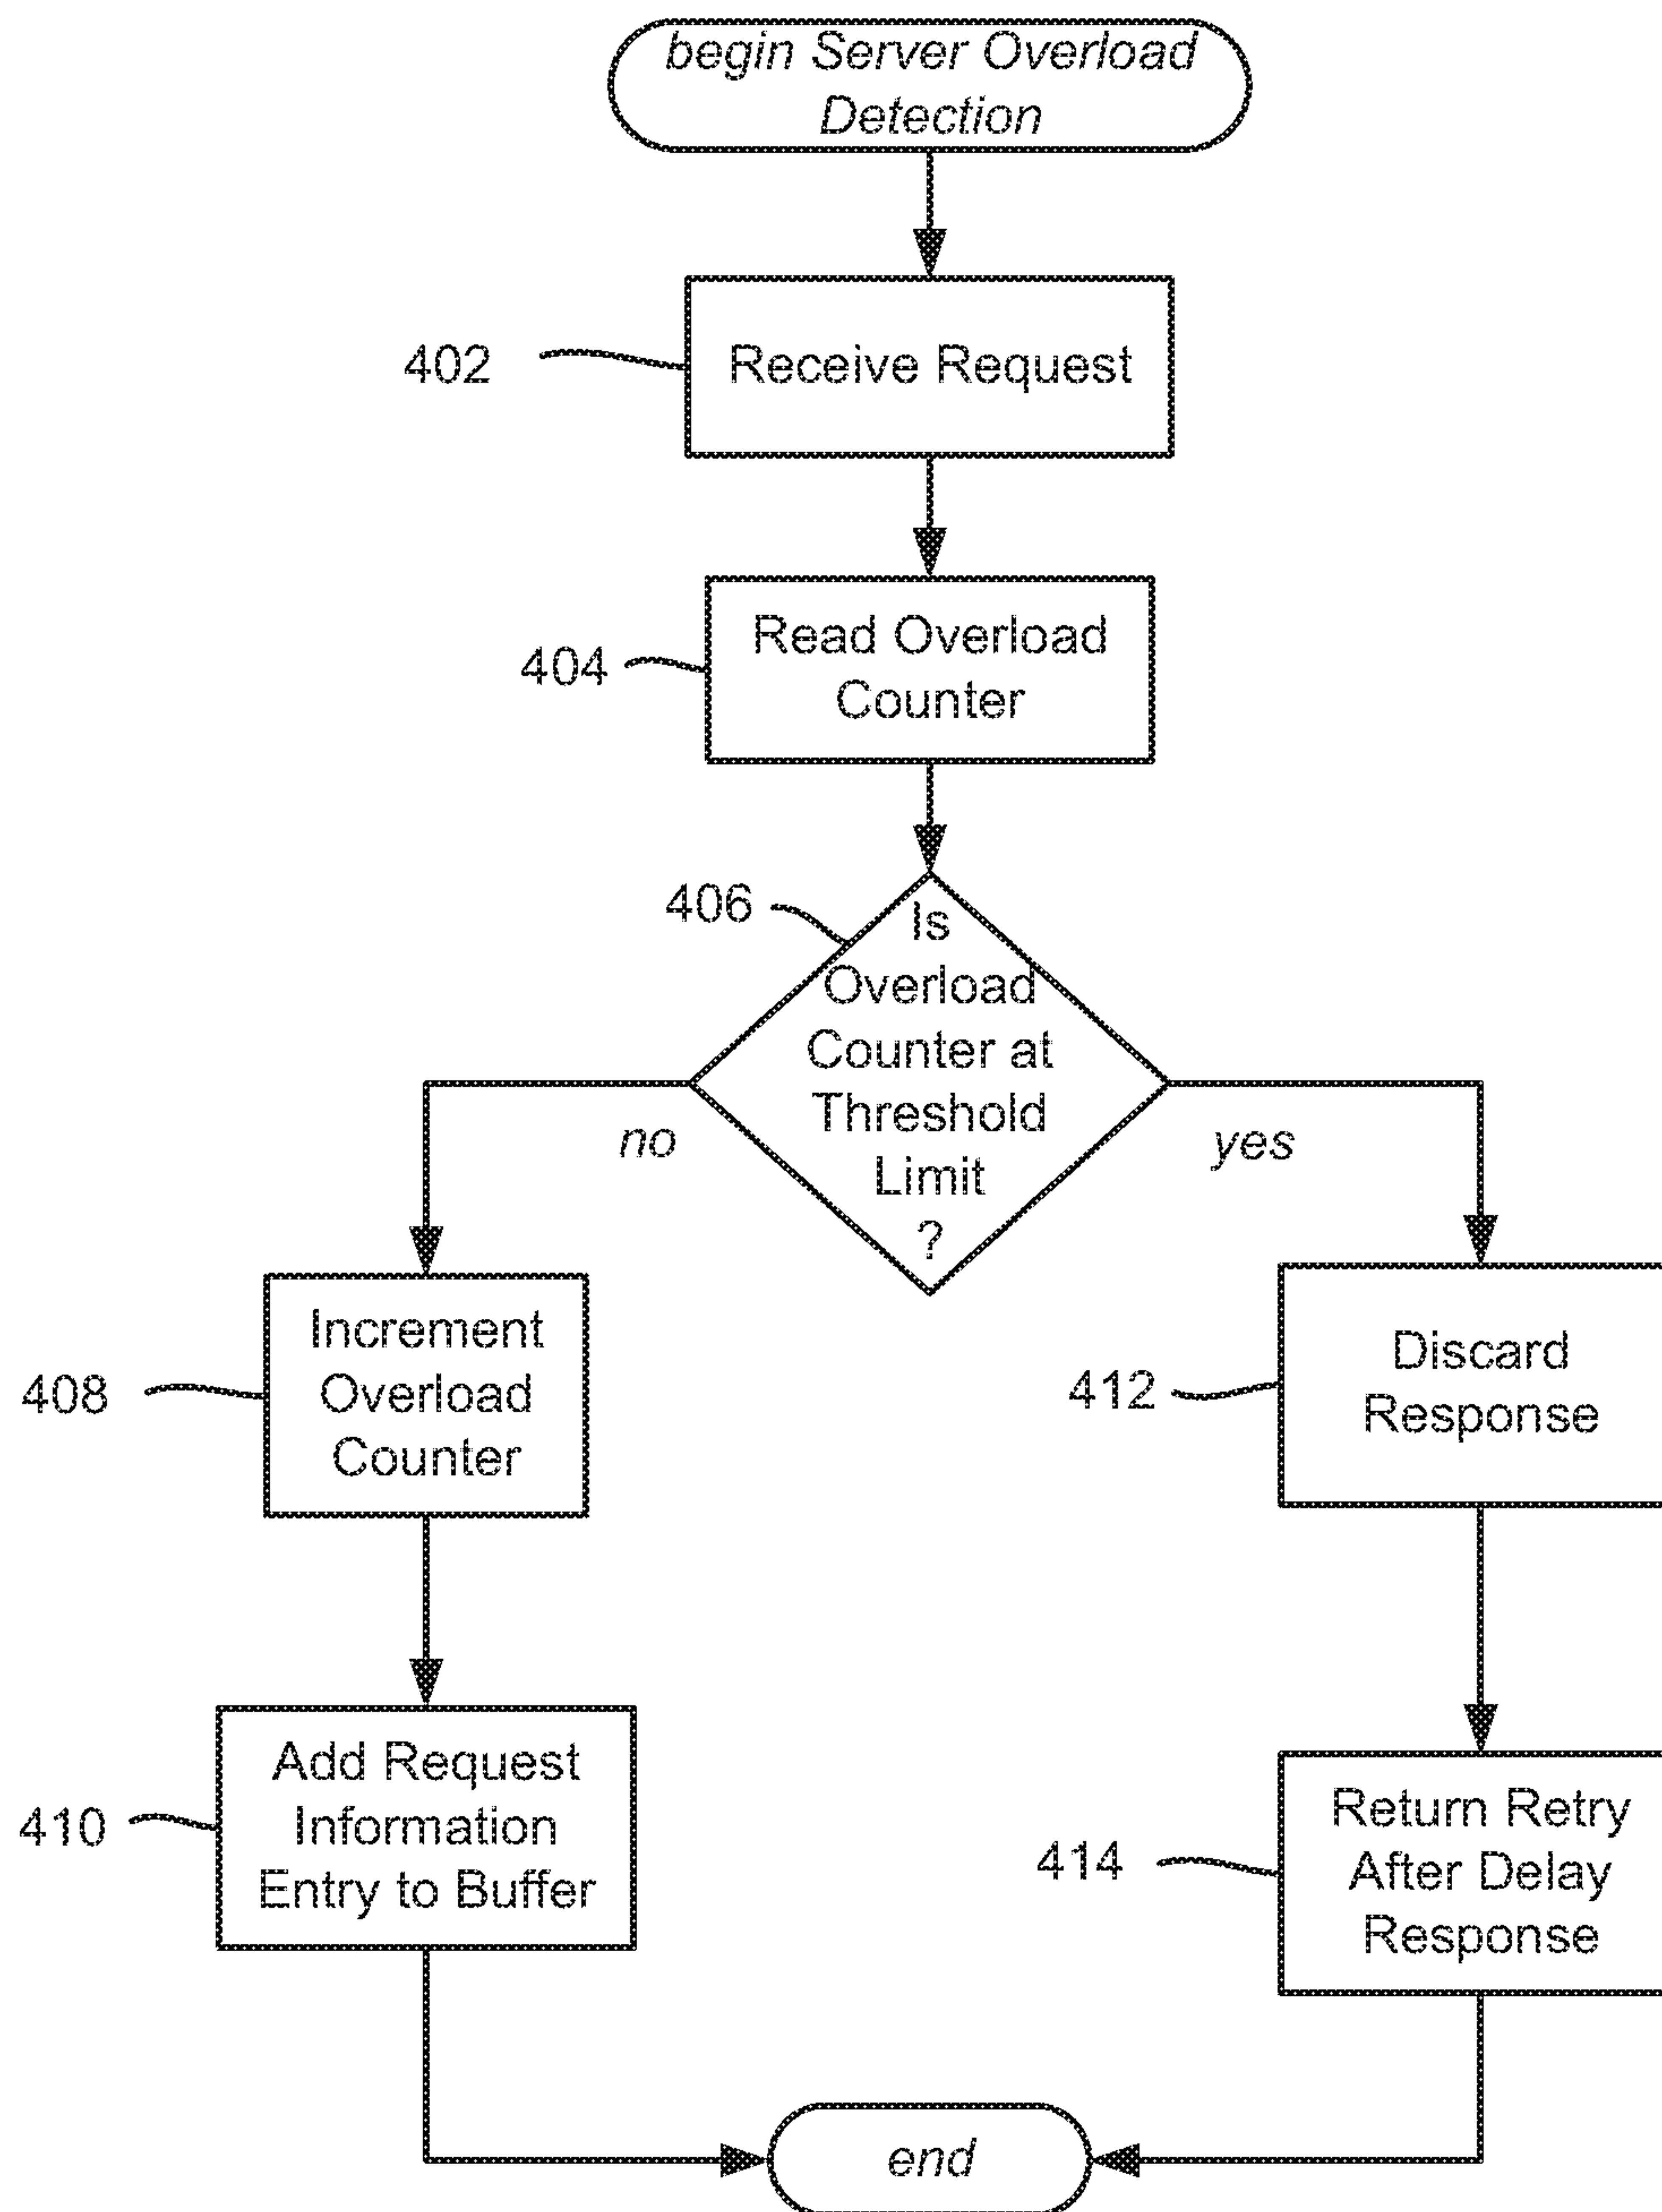 begin Server Overload
Detection
402
Receive Request
404
Read Overload
Counter
406
Is
Overload
Counter at
Threshold
Limit
?
no
yes
408
Increment
Overload
Counter
412
Discard
Response
410
Add Request
Information
Entry to Buffer
414
Return Retry
After Delay
Response
end